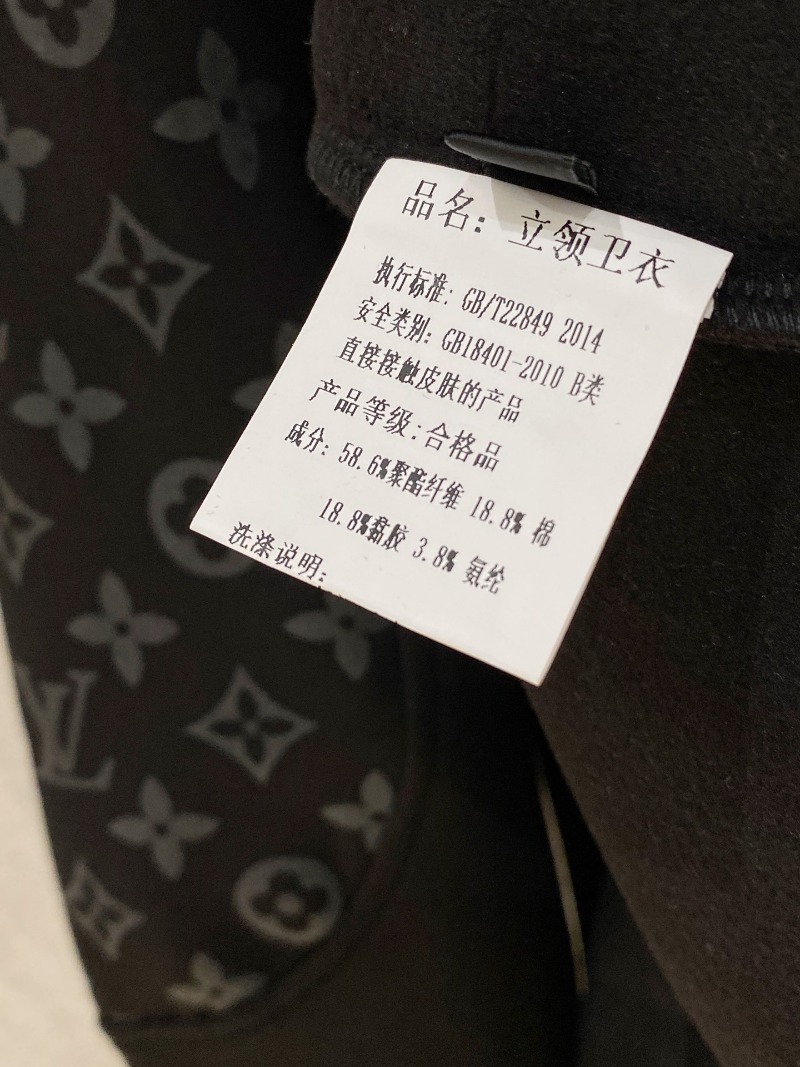 品名：立领卫衣
执行标准：GB/T22849 2014
安全类别：GB18401-2010 B类
直接接触皮肤的产品
产品等级：合格品
成分：58.6%聚酯纤维 18.8% 棉
18.8%黏胶 3.8% 氨纶
洗涤说明：
LV